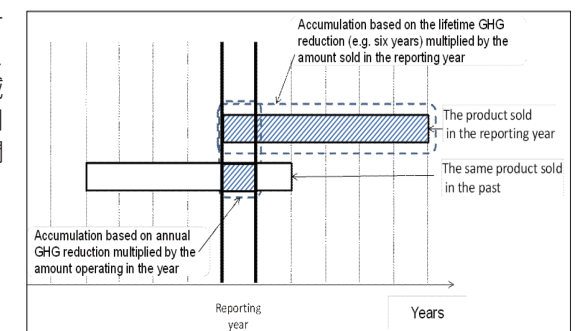 Accumulation based on the lifetime GHG
reduction (e.g. six years) multiplied by the
amount sold in the reporting year
The product sold
in the reporting year
The same product sold
in the past
Accumulation based on annual
GHG reduction multiplied by the
amount operating in the year
Reporting
year
Years